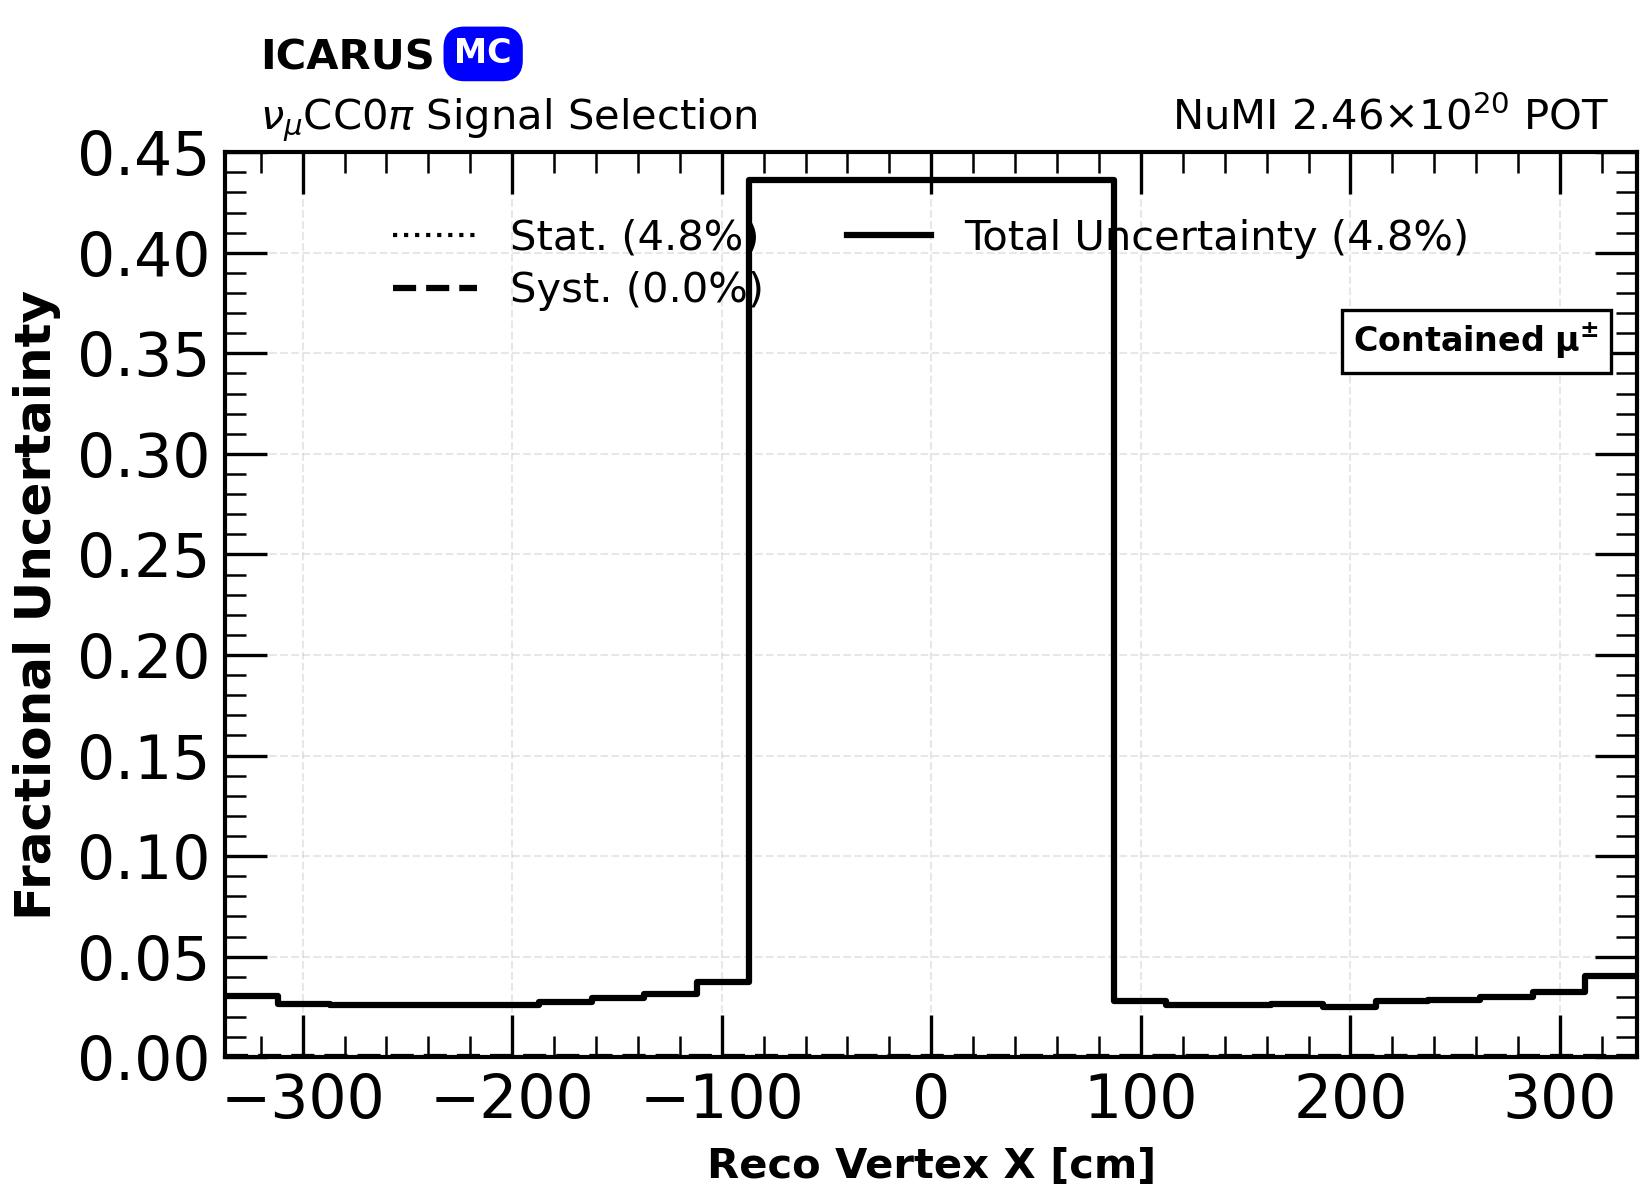 ICARUS MC
νμCC0π Signal Selection NuMI 2.46×10²⁰ POT
Stat. (4.8%) Total Uncertainty (4.8%)
Syst. (0.0%)
Contained μ±
Fractional Uncertainty
0.45
0.40
0.35
0.30
0.25
0.20
0.15
0.10
0.05
0.00
−300 −200 −100 0 100 200 300
Reco Vertex X [cm]